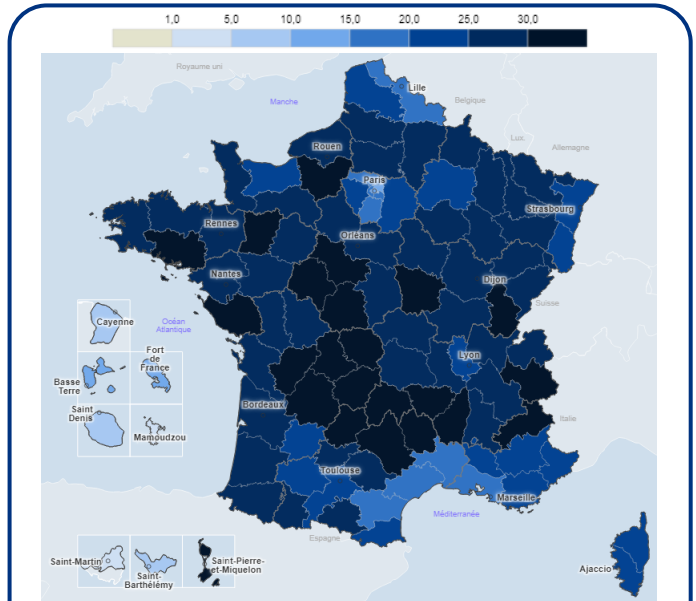 1,0 5,0 10,0 15,0 20,0 25,0 30,0
Royaume uni
Lille
Manche
Belgique
Lux.
Allemagne
Rouen
Paris
Strasbourg
Rennes
Orléans
Nantes
Dijon
Suisse
Cayenne
Océan
Atlantique
Fort
de
France
Lyon
Basse
Terre
Bordeaux
Saint
Denis
Mamoudzou
Italie
Toulouse
Marseille
Méditerranée
Espagne
Saint-Martin
Saint-
Barthélémy
Saint-Pierre-
et-Miquelon
Ajaccio